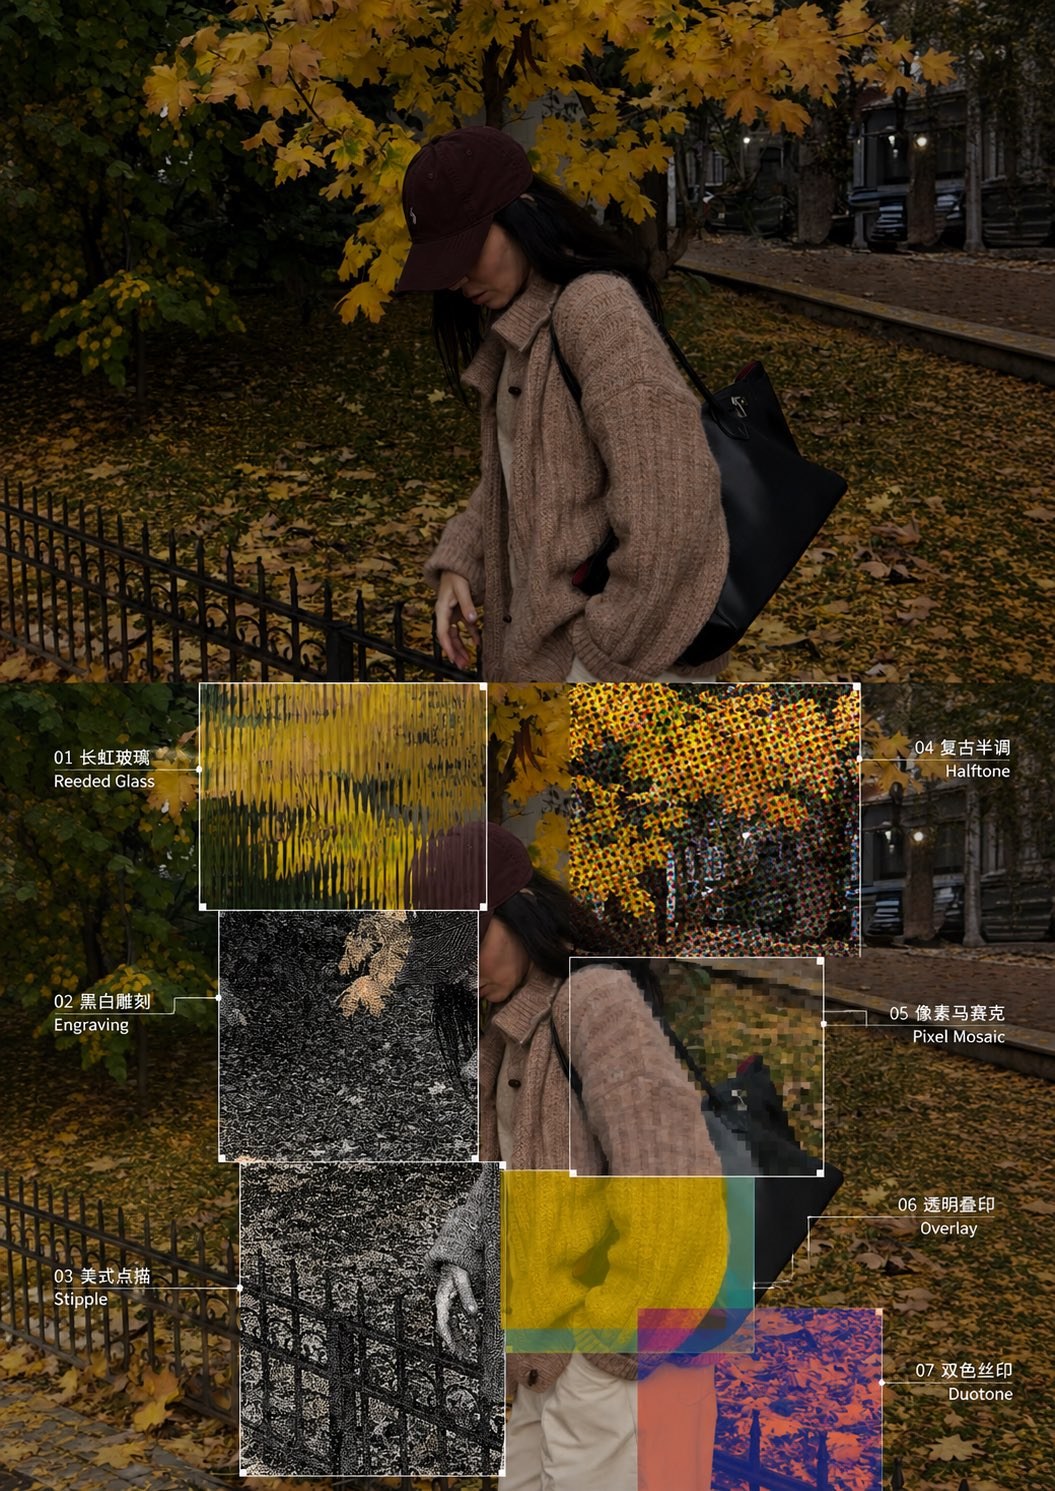 01 长虹玻璃
Reeded Glass
02 黑白雕刻
Engraving
03 美式点描
Stipple
04 复古半调
Halftone
05 像素马赛克
Pixel Mosaic
06 透明叠印
Overlay
07 双色丝印
Duotone